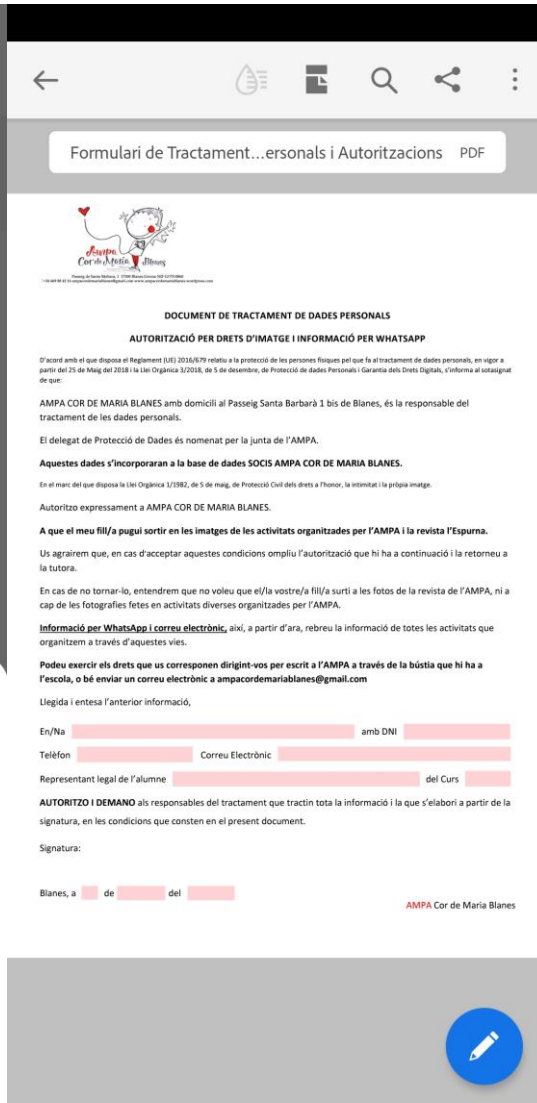 Formulari de Tractament...ersonals i Autoritzacions PDF
Ampa
Cor de Maria Blanes
DOCUMENT DE TRACTAMENT DE DADES PERSONALS
AUTORITZACIÓ PER DRETS D'IMATGE I INFORMACIÓ PER WHATSAPP
D'acord amb el que disposa el Reglament (UE) 2016/679 relatiu a la protecció de les persones físiques pel que fa al tractament de dades personals, en vigor a
partir del 25 de Maig del 2018 i la Llei Orgànica 3/2018, de 5 de desembre, de Protecció de dades Personals i Garantia dels Drets Digitals, s'informa al sotasignat
de que:
AMPA COR DE MARIA BLANES amb domicili al Passeig Santa Barbarà 1 bis de Blanes, és la responsable del
tractament de les dades personals.
El delegat de Protecció de Dades és nomenat per la junta de l'AMPA.
Aquestes dades s'incorporaran a la base de dades SOCIS AMPA COR DE MARIA BLANES.
En el marc del que disposa la Llei Orgànica 1/1982, de 5 de maig, de Protecció Civil dels drets a l'honor, la intimitat i la pròpia imatge.
Autoritzo expressament a AMPA COR DE MARIA BLANES.
A que el meu fill/a pugui sortir en les imatges de les activitats organitzades per l'AMPA i la revista l'Espurna.
Us agrairem que, en cas d'acceptar aquestes condicions ompliu l'autorització que hi ha a continuació i la retorneu a
la tutora.
En cas de no tornar-lo, entendrem que no voleu que el/la vostre/a fill/a surti a les fotos de la revista de l'AMPA, ni a
cap de les fotografies fetes en activitats diverses organitzades per l'AMPA.
Informació per WhatsApp i correu electrònic, així, a partir d'ara, rebreu la informació de totes les activitats que
organitzem a través d'aquestes vies.
Podeu exercir els drets que us corresponen dirigint-vos per escrit a l'AMPA a través de la bústia que hi ha a
l'escola, o bé enviar un correu electrònic a ampacordemariablanes@gmail.com
Llegida i entesa l'anterior informació,
En/Na amb DNI
Telèfon Correu Electrònic
Representant legal de l'alumne del Curs
AUTORITZO I DEMANO als responsables del tractament que tractin tota la informació i la que s'elabori a partir de la
signatura, en les condicions que consten en el present document.
Signatura:
Blanes, a de del
AMPA Cor de Maria Blanes